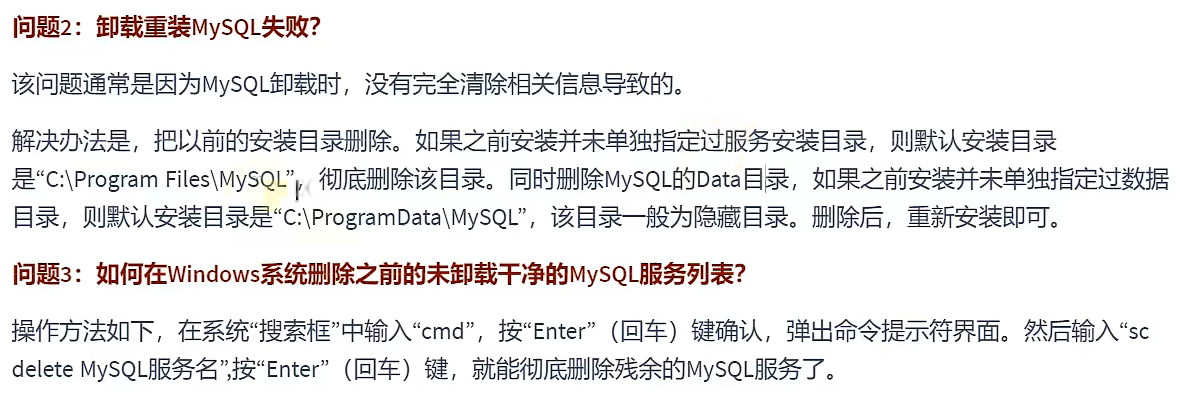 问题2：卸载重装MySQL失败？
该问题通常是因为MySQL卸载时，没有完全清除相关信息导致的。
解决办法是，把以前的安装目录删除。如果之前安装并未单独指定过服务安装目录，则默认安装目录
是“C:\Program Files\MySQL”，彻底删除该目录。同时删除MySQL的Data目录，如果之前安装并未单独指定过数据
目录，则默认安装目录是“C:\ProgramData\MySQL”，该目录一般为隐藏目录。删除后，重新安装即可。
问题3：如何在Windows系统删除之前的未卸载干净的MySQL服务列表？
操作方法如下，在系统“搜索框”中输入“cmd”，按“Enter”（回车）键确认，弹出命令提示符界面。然后输入“sc
delete MySQL服务名”,按“Enter”（回车）键，就能彻底删除残余的MySQL服务了。